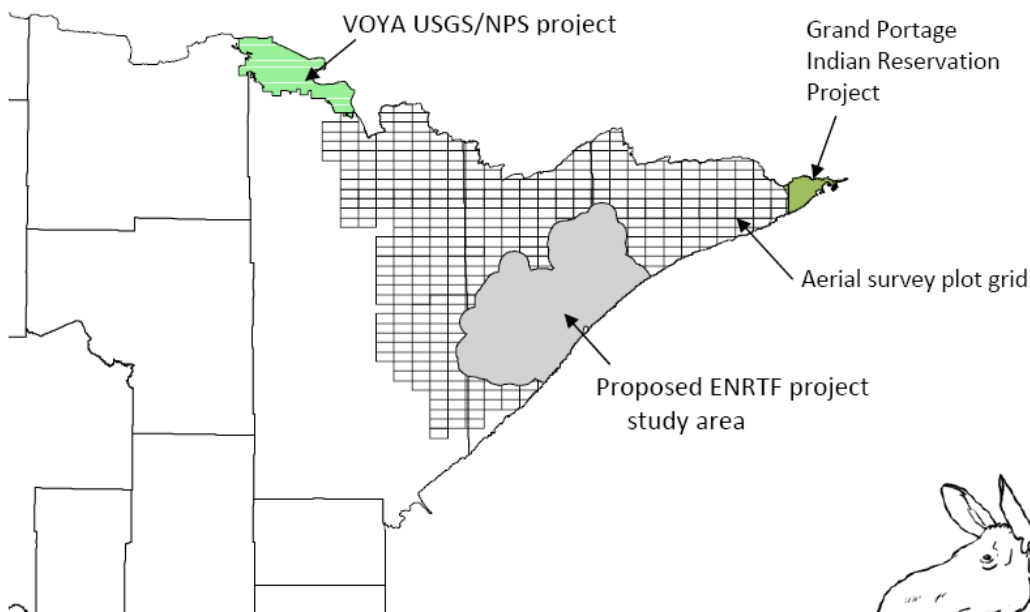 VOYA USGS/NPS project
Grand Portage
Indian Reservation
Project
Aerial survey plot grid
Proposed ENRTF project
study area